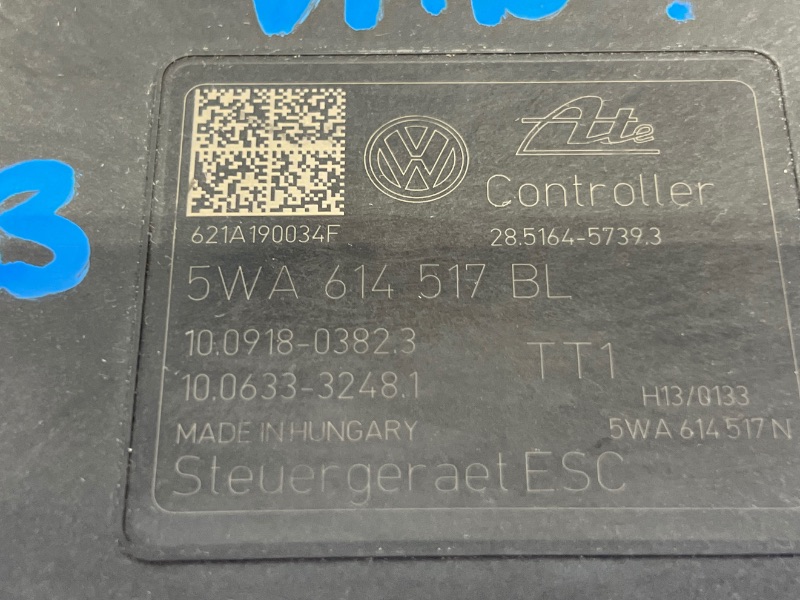 Ate
Controller
621A190034F 28.5164-5739.3
5WA 614 517 BL
10.0918-0382.3
TT1
10.0633-3248.1
H13/0133
MADE IN HUNGARY 5WA 614 517 N
Steuergeraet ESC
3